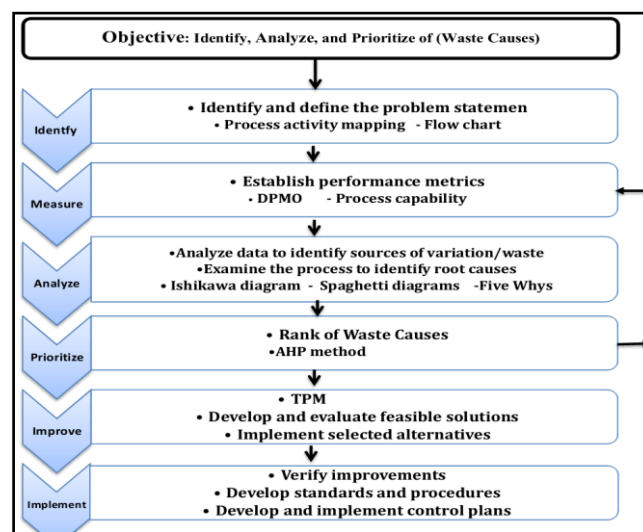 Objective: Identify, Analyze, and Prioritize of (Waste Causes)
Identfy
• Identify and define the problem statemen
• Process activity mapping - Flow chart
Measure
• Establish performance metrics
• DPMO - Process capability
Analyze
•Analyze data to identify sources of variation/waste
•Examine the process to identify root causes
• Ishikawa diagram - Spaghetti diagrams -Five Whys
Prioritize
• Rank of Waste Causes
•AHP method
Improve
• TPM
• Develop and evaluate feasible solutions
• Implement selected alternatives
Implement
• Verify improvements
• Develop standards and procedures
• Develop and implement control plans